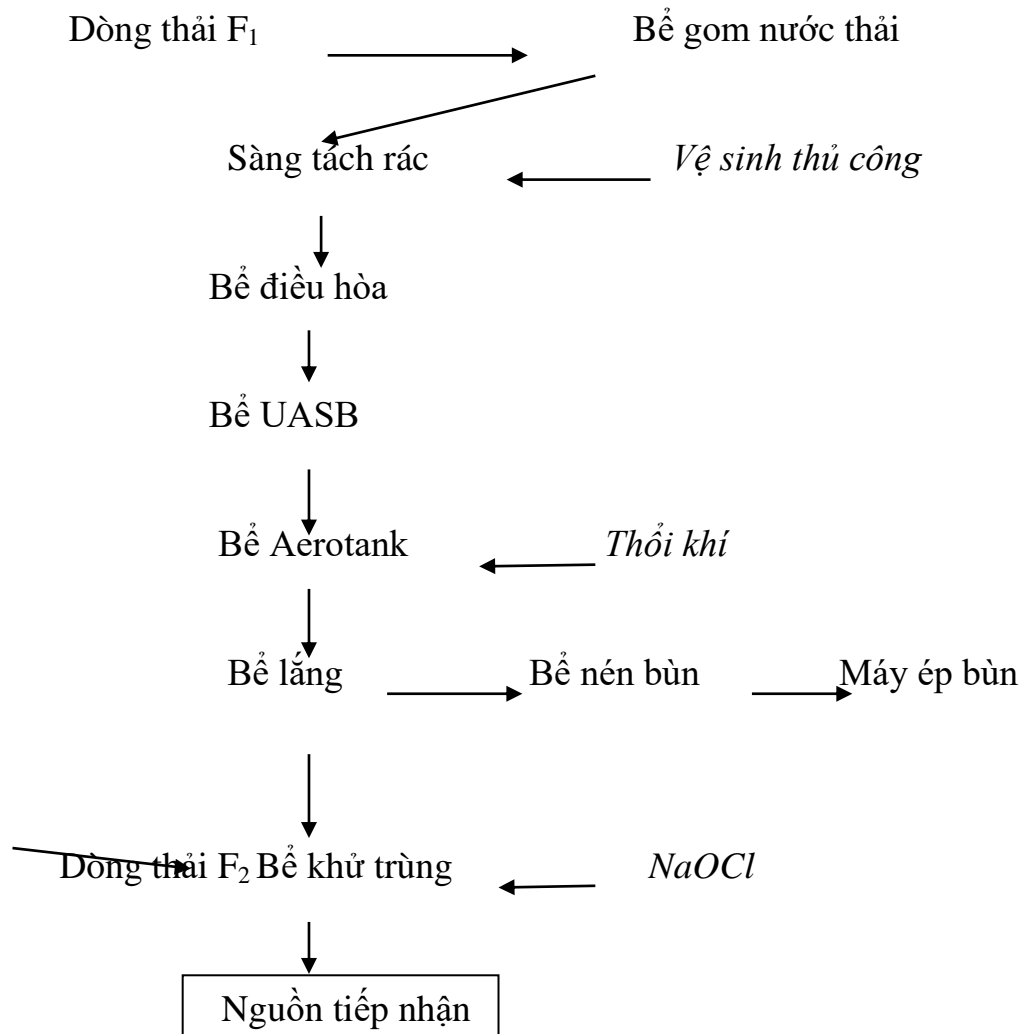 Dòng thải F₁ Bể gom nước thải
Sàng tách rác Vệ sinh thủ công
Bể điều hòa
Bể UASB
Bể Aerotank Thổi khí
Bể lắng Bể nén bùn Máy ép bùn
Dòng thải F₂ Bể khử trùng NaOCl
Nguồn tiếp nhận